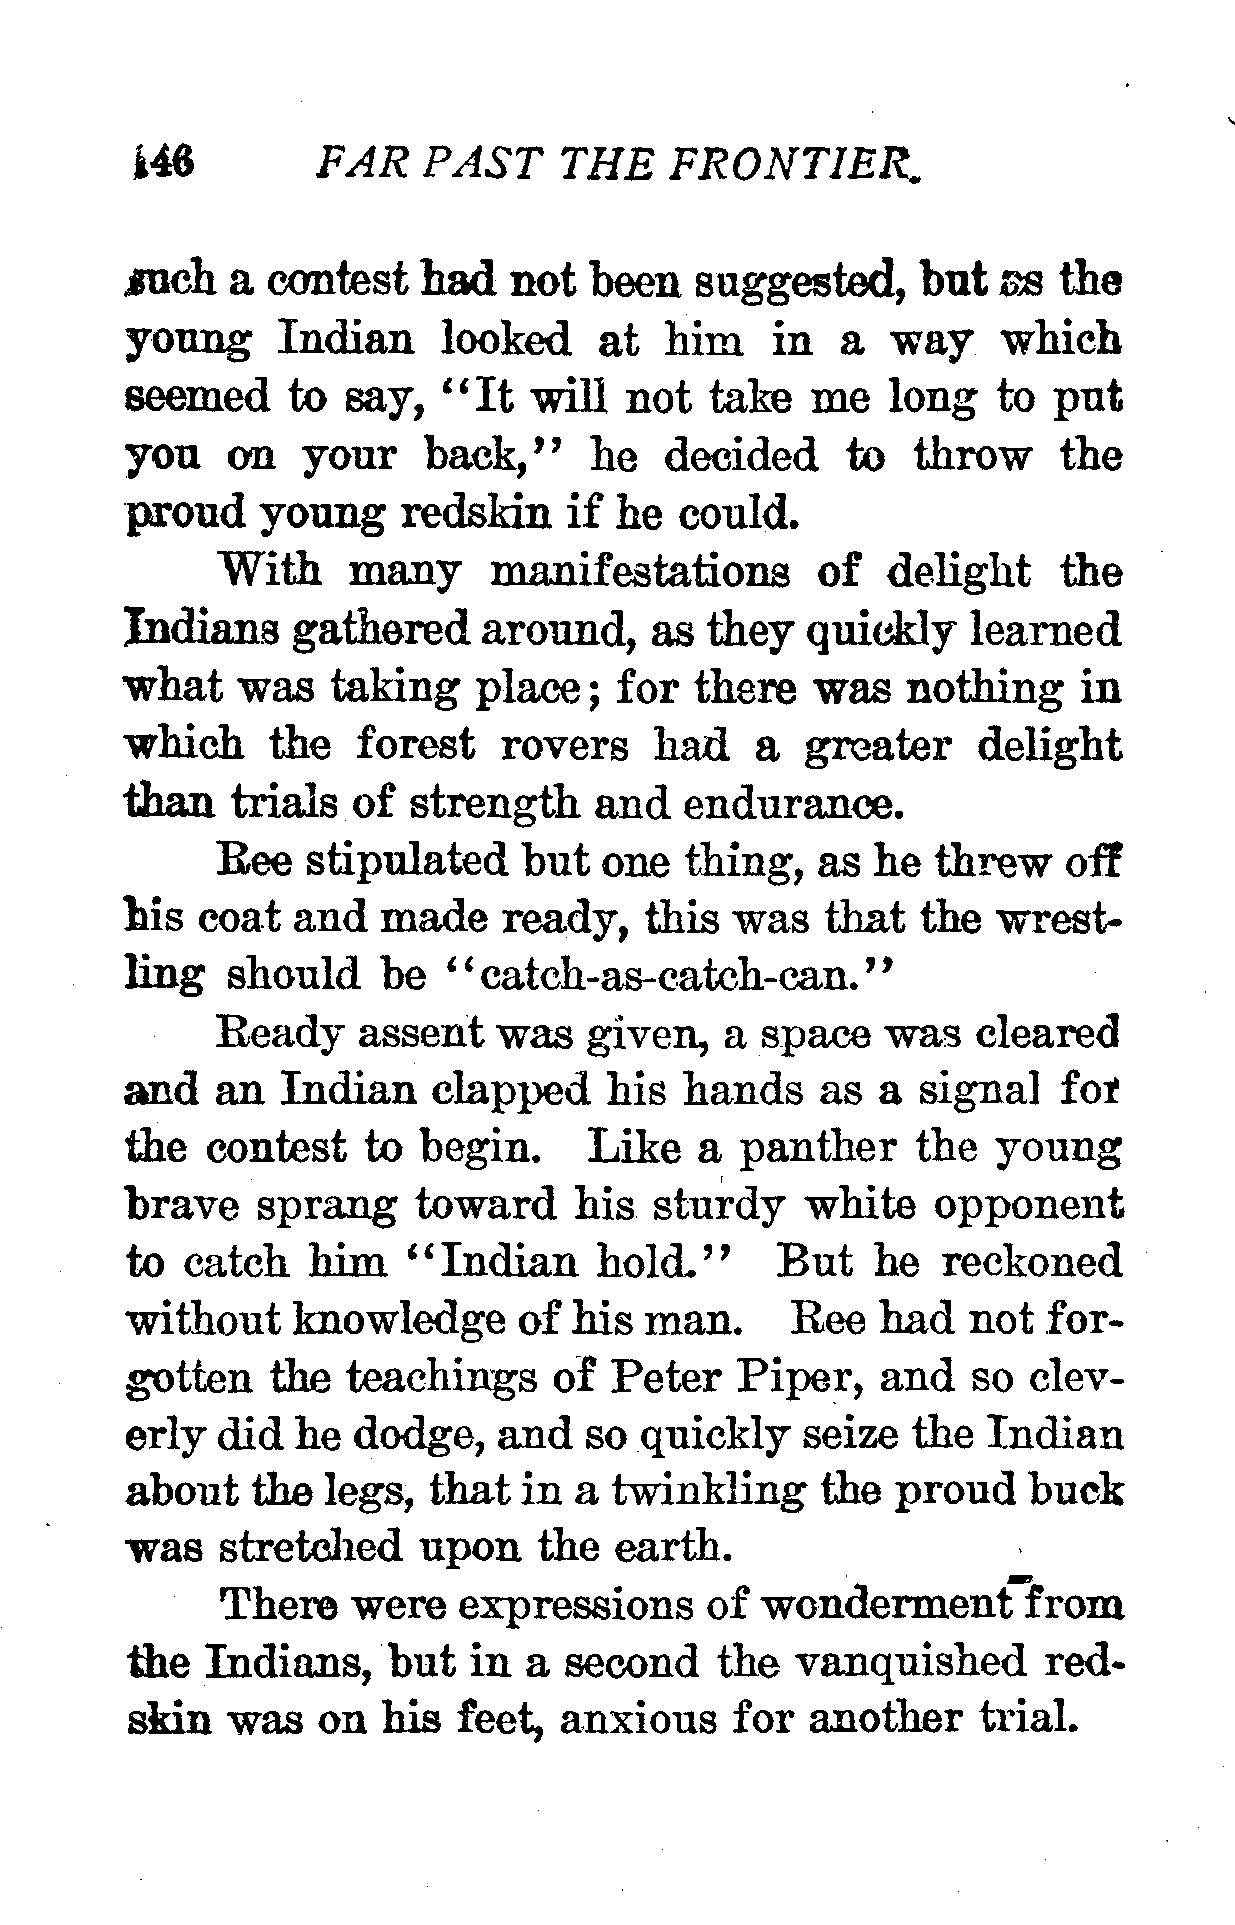 146 FAR PAST THE FRONTIER.
such a contest had not been suggested, but as the
young Indian looked at him in a way which
seemed to say, "It will not take me long to put
you on your back," he decided to throw the
proud young redskin if he could.
With many manifestations of delight the
Indians gathered around, as they quickly learned
what was taking place; for there was nothing in
which the forest rovers had a greater delight
than trials of strength and endurance.
Ree stipulated but one thing, as he threw off
his coat and made ready, this was that the wrest-
ling should be "catch-as-catch-can."
Ready assent was given, a space was cleared
and an Indian clapped his hands as a signal for
the contest to begin. Like a panther the young
brave sprang toward his sturdy white opponent
to catch him "Indian hold." But he reckoned
without knowledge of his man. Ree had not for-
gotten the teachings of Peter Piper, and so clev-
erly did he dodge, and so quickly seize the Indian
about the legs, that in a twinkling the proud buck
was stretched upon the earth.
There were expressions of wonderment from
the Indians, but in a second the vanquished red-
skin was on his feet, anxious for another trial.